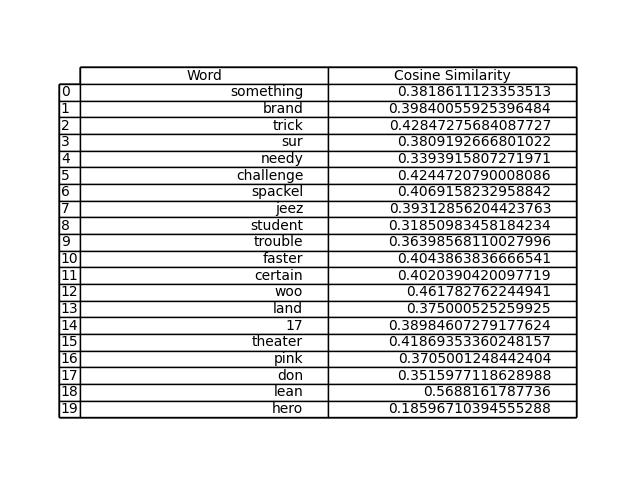 Word Cosine Similarity
0 something 0.3818611123353513
1 brand 0.39840055925396484
2 trick 0.42847275684087727
3 sur 0.3809192666801022
4 needy 0.3393915807271971
5 challenge 0.4244720790008086
6 spackel 0.4069158232958842
7 jeez 0.39312856204423763
8 student 0.31850983458184234
9 trouble 0.36398568110027996
10 faster 0.4043863836666541
11 certain 0.4020390420097719
12 woo 0.461782762244941
13 land 0.375000525259925
14 17 0.38984607279177624
15 theater 0.41869353360248157
16 pink 0.3705001248442404
17 don 0.3515977118628988
18 lean 0.5688161787736
19 hero 0.18596710394555288